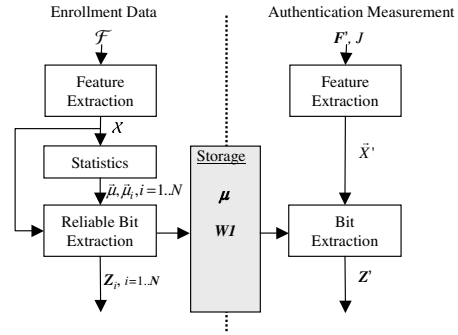 Enrollment Data
Authentication Measurement
ℱ
F', J
Feature
Extraction
Feature
Extraction
χ
X⃗'
Statistics
Storage
μ⃗, μ⃗ᵢ, i=1..N
μ
Reliable Bit
Extraction
W1
Bit
Extraction
Zᵢ, i=1..N
Z'